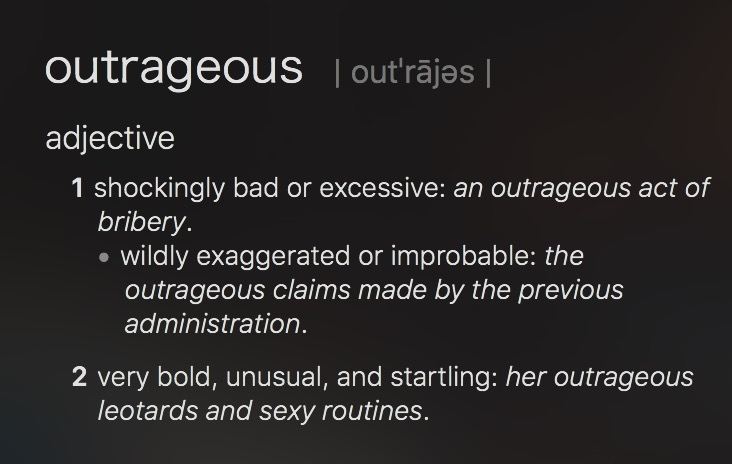 outrageous | outˈrājəs |
adjective
1 shockingly bad or excessive: an outrageous act of
bribery.
• wildly exaggerated or improbable: the
outrageous claims made by the previous
administration.
2 very bold, unusual, and startling: her outrageous
leotards and sexy routines.